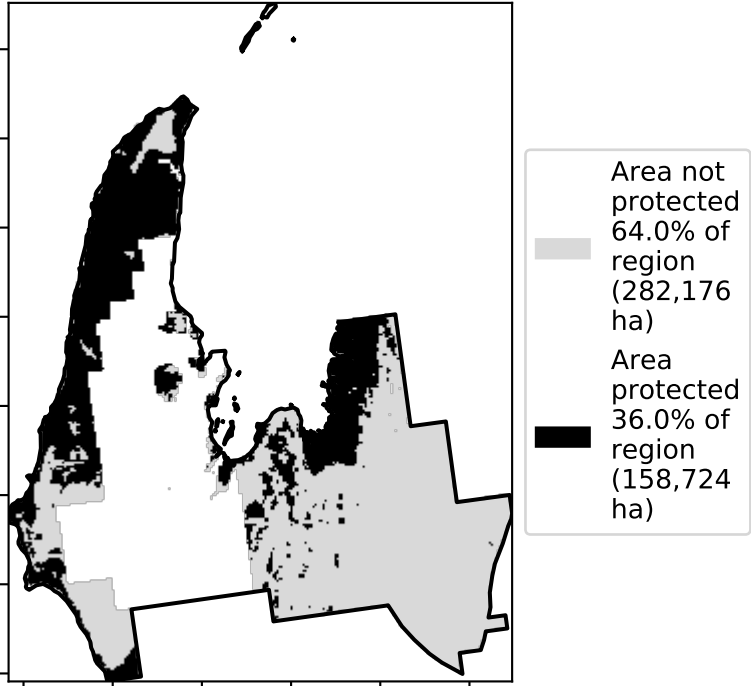 Area not
protected
64.0% of
region
(282,176
ha)
Area
protected
36.0% of
region
(158,724
ha)